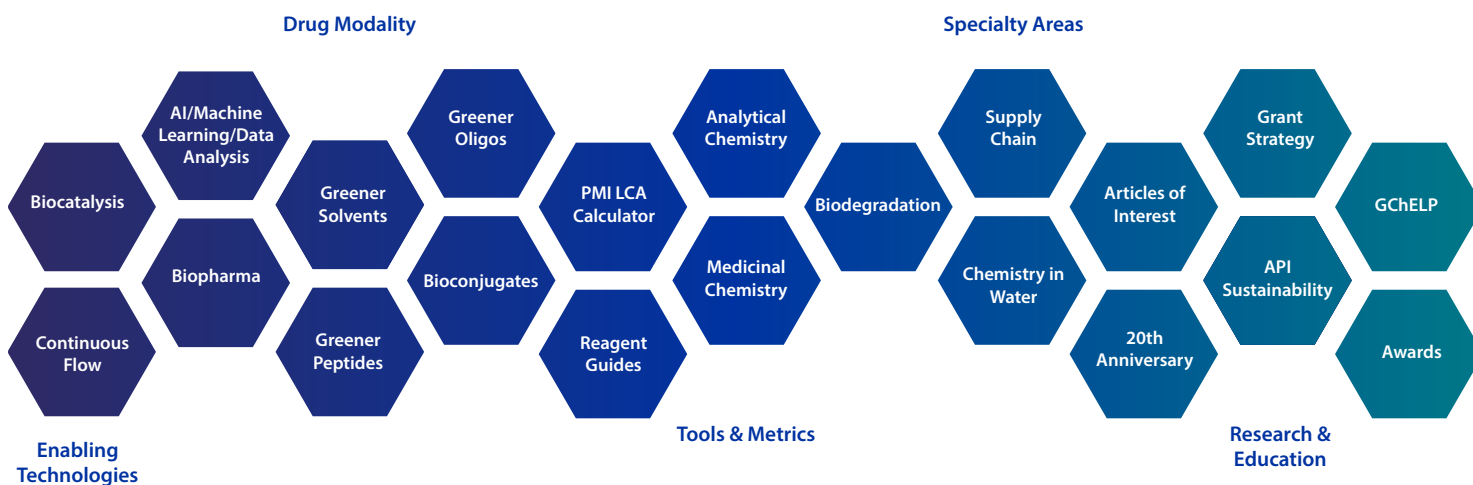 Drug Modality
Specialty Areas
AI/Machine
Learning/Data
Analysis
Greener
Oligos
Analytical
Chemistry
Supply
Chain
Grant
Strategy
Biocatalysis
Greener
Solvents
PMI LCA
Calculator
Biodegradation
Articles of
Interest
GChELP
Biopharma
Bioconjugates
Medicinal
Chemistry
Chemistry in
Water
API
Sustainability
Continuous
Flow
Greener
Peptides
Reagent
Guides
20th
Anniversary
Awards
Enabling
Technologies
Tools & Metrics
Research &
Education